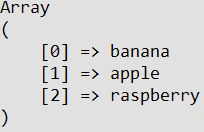 Array
(
    [0] => banana
    [1] => apple
    [2] => raspberry
)